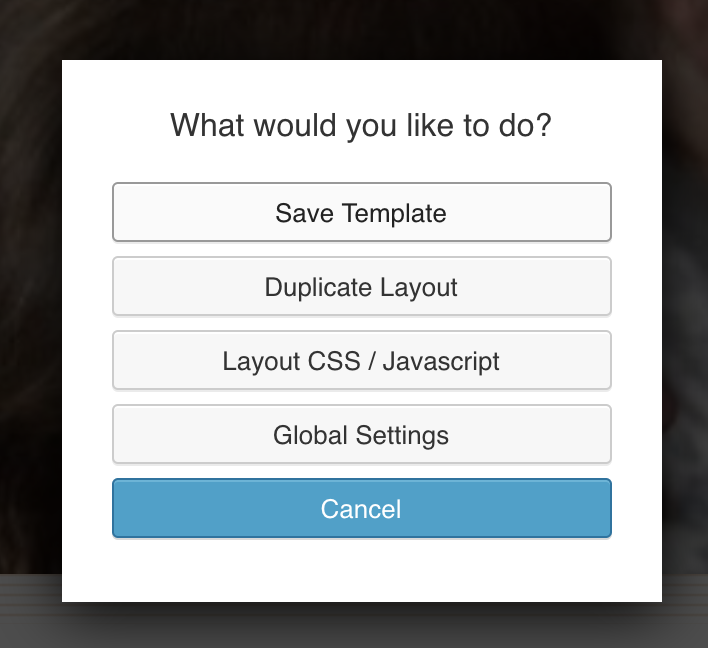 What would you like to do?
Save Template
Duplicate Layout
Layout CSS / Javascript
Global Settings
Cancel